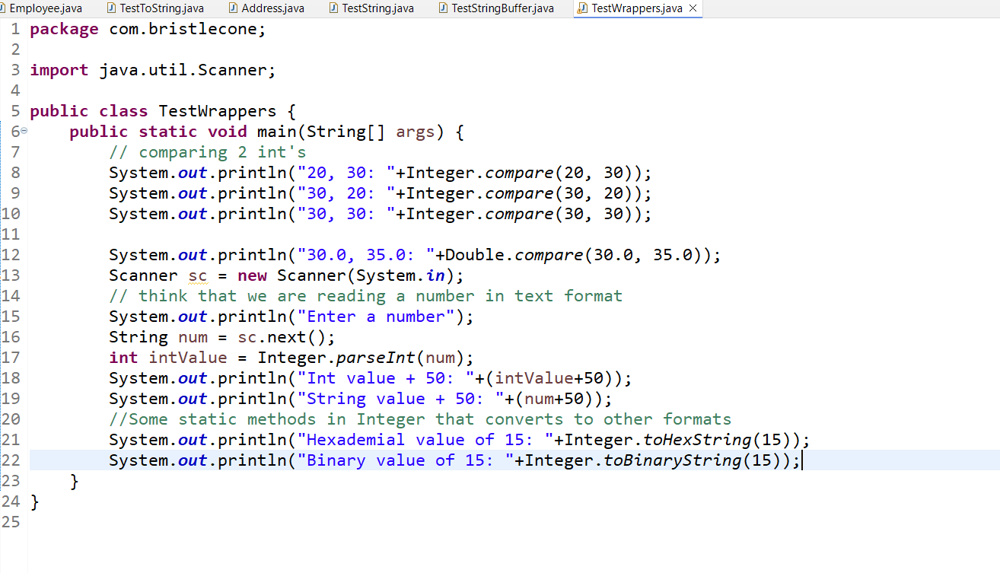 Employee.java TestToString.java Address.java TestString.java TestStringBuffer.java TestWrappers.java
1 package com.bristlecone;
2
3 import java.util.Scanner;
4
5 public class TestWrappers {
6 public static void main(String[] args) {
7 // comparing 2 int's
8 System.out.println("20, 30: "+Integer.compare(20, 30));
9 System.out.println("30, 20: "+Integer.compare(30, 20));
10 System.out.println("30, 30: "+Integer.compare(30, 30));
11
12 System.out.println("30.0, 35.0: "+Double.compare(30.0, 35.0));
13 Scanner sc = new Scanner(System.in);
14 // think that we are reading a number in text format
15 System.out.println("Enter a number");
16 String num = sc.next();
17 int intValue = Integer.parseInt(num);
18 System.out.println("Int value + 50: "+(intValue+50));
19 System.out.println("String value + 50: "+(num+50));
20 //Some static methods in Integer that converts to other formats
21 System.out.println("Hexademial value of 15: "+Integer.toHexString(15));
22 System.out.println("Binary value of 15: "+Integer.toBinaryString(15));
23 }
24 }
25